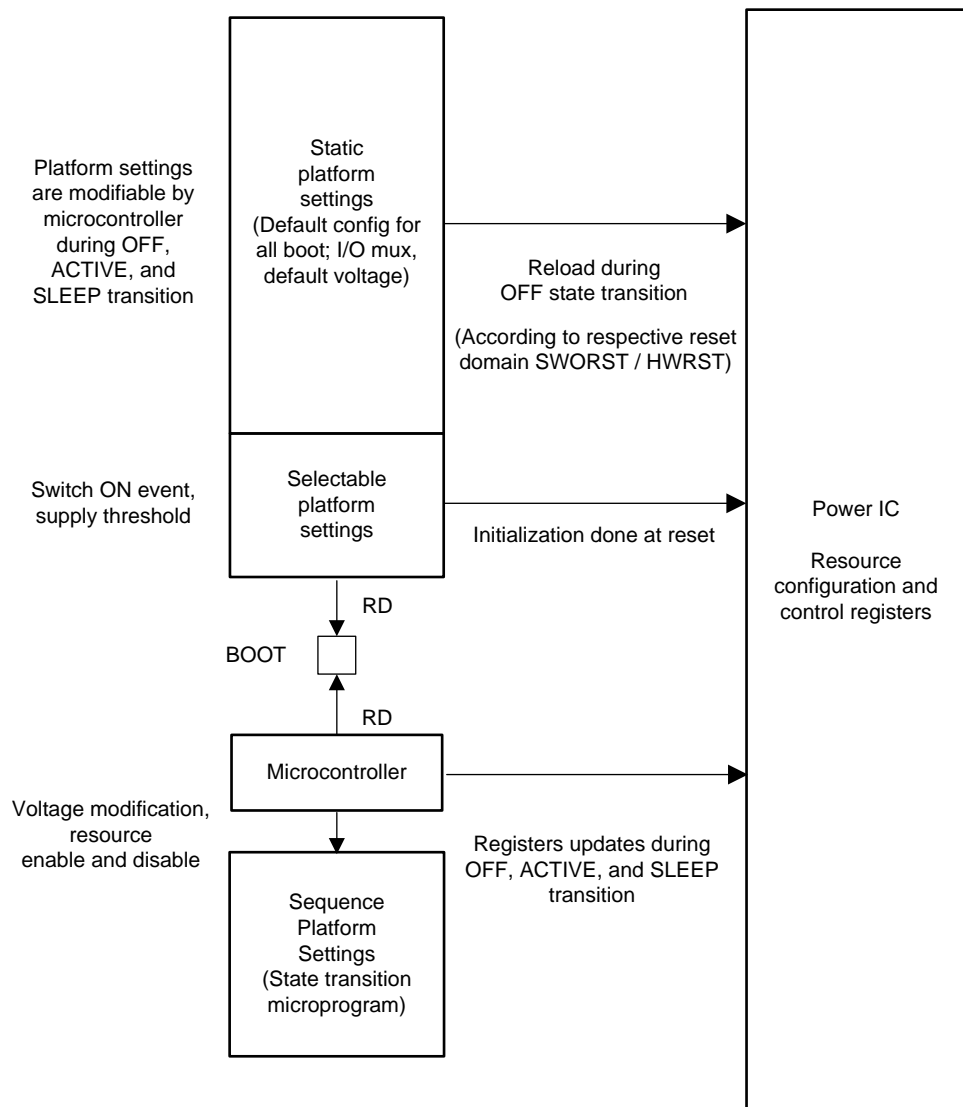 Platform settings
are modifiable by
microcontroller
during OFF,
ACTIVE, and
SLEEP transition
Static
platform
settings
(Default config for
all boot; I/O mux,
default voltage)
Reload during
OFF state transition
(According to respective reset
domain SWORST / HWRST)
Switch ON event,
supply threshold
Selectable
platform
settings
Initialization done at reset
Power IC
Resource
configuration and
control registers
RD
BOOT
RD
Microcontroller
Voltage modification,
resource
enable and disable
Registers updates during
OFF, ACTIVE, and SLEEP
transition
Sequence
Platform
Settings
(State transition
microprogram)